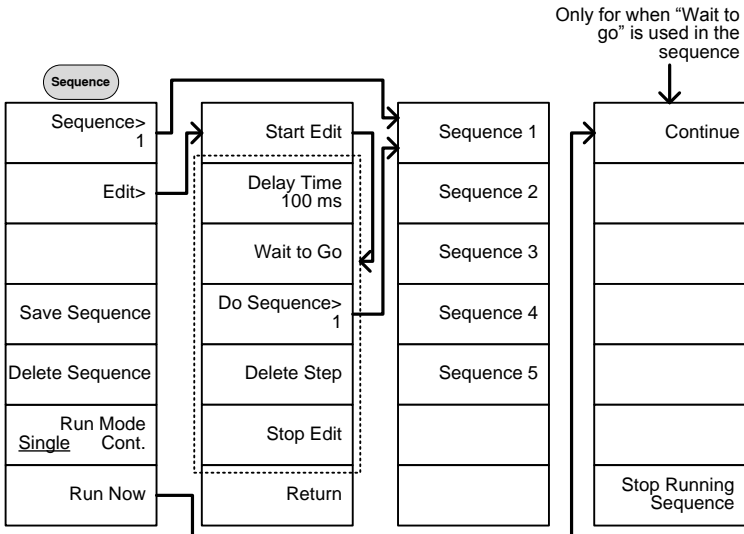 Only for when “Wait to
go” is used in the
sequence
Sequence
Sequence>
1
Edit>
Save Sequence
Delete Sequence
Run Mode
Single Cont.
Run Now
Start Edit
Delay Time
100 ms
Wait to Go
Do Sequence>
1
Delete Step
Stop Edit
Return
Sequence 1
Sequence 2
Sequence 3
Sequence 4
Sequence 5
Continue
Stop Running
Sequence